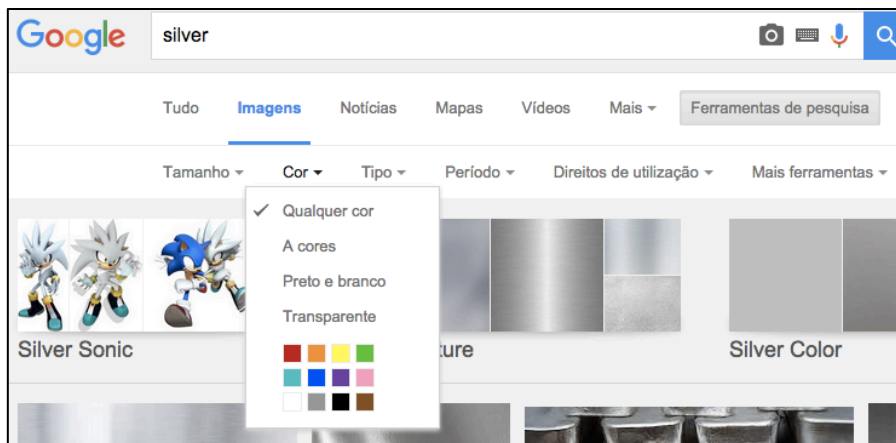 Google silver
Tudo Imagens Notícias Mapas Vídeos Mais Ferramentas de pesquisa
Tamanho Cor Tipo Período Direitos de utilização Mais ferramentas
Qualquer cor
A cores
Preto e branco
Transparente
Silver Sonic ture Silver Color